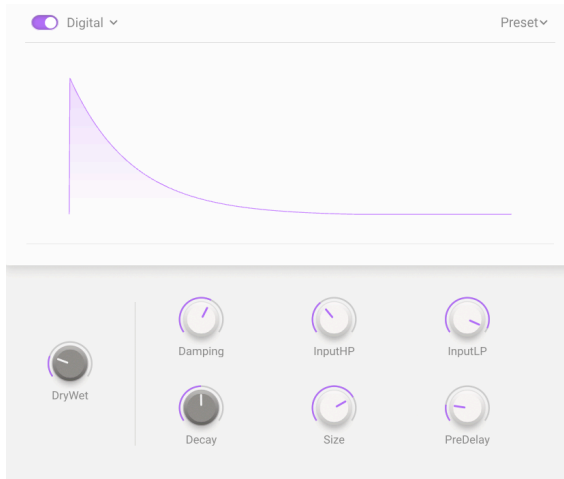 Digital
Preset
Damping
InputHP
InputLP
DryWet
Decay
Size
PreDelay